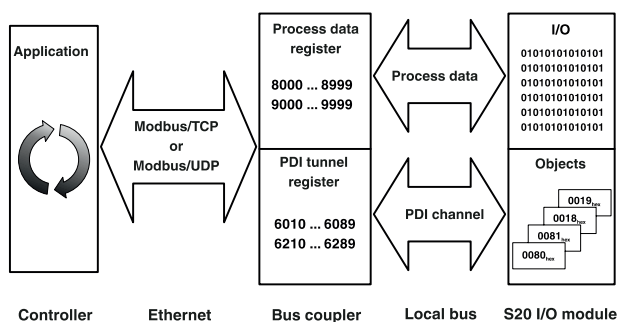 Application
Modbus/TCP
or
Modbus/UDP
Process data
register
8000 ... 8999
9000 ... 9999
PDI tunnel
register
6010 ... 6089
6210 ... 6289
Process data
PDI channel
I/O
01010101010101
01010101010101
01010101010101
01010101010101
01010101010101
01010101010101
Objects
0019hex
0018hex
0081hex
0080hex
Controller
Ethernet
Bus coupler
Local bus
S20 I/O module